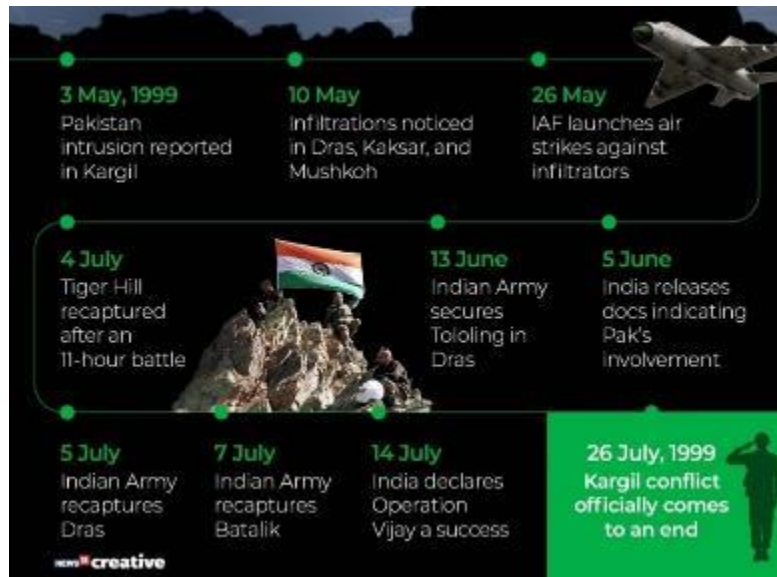 3 May, 1999
Pakistan
intrusion reported
in Kargil
10 May
Infiltrations noticed
in Dras, Kaksar, and
Mushkoh
26 May
IAF launches air
strikes against
infiltrators
5 June
India releases
docs indicating
Pak's
involvement
13 June
Indian Army
secures
Tololing in
Dras
4 July
Tiger Hill
recaptured
after an
11-hour battle
5 July
Indian Army
recaptures
Dras
7 July
Indian Army
recaptures
Batalik
14 July
India declares
Operation
Vijay a success
26 July, 1999
Kargil conflict
officially comes
to an end
NEWS18 creative